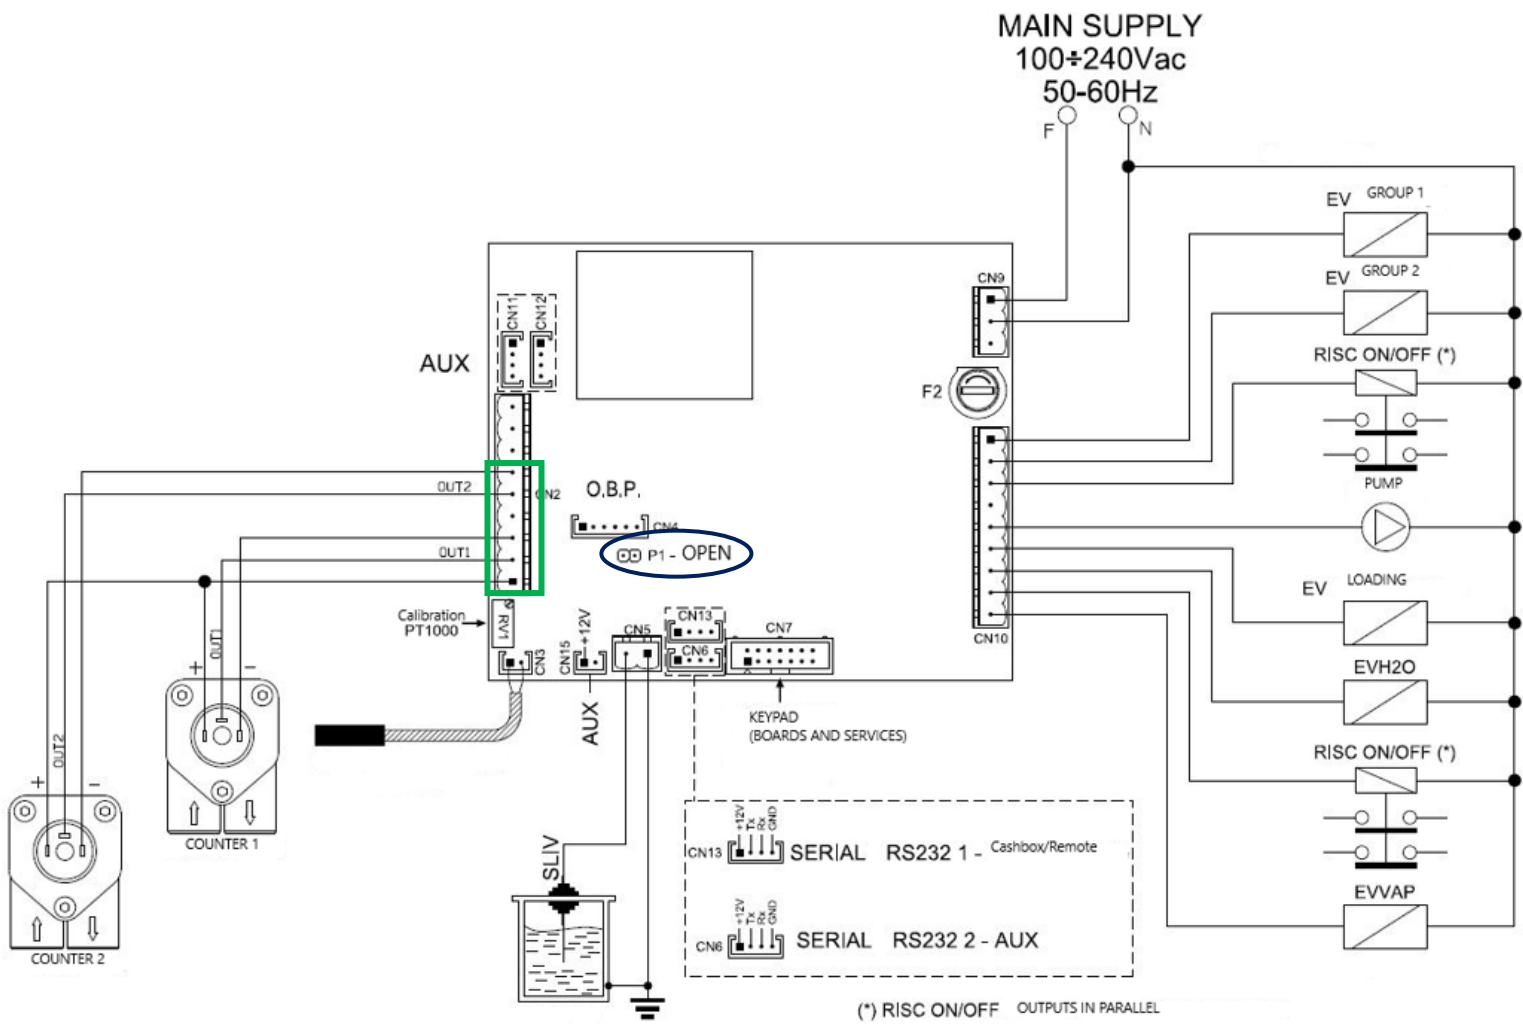 MAIN SUPPLY
100÷240Vac
50-60Hz
F
N
EV GROUP 1
EV GROUP 2
RISC ON/OFF (*)
PUMP
EV LOADING
EVH2O
RISC ON/OFF (*)
EVVAP
CN9
F2
CN10
CN11
CN12
AUX
OUT2
CN2
O.B.P.
CN4
P1 - OPEN
OUT1
Calibration
PT1000
RV1
CN3
CN15
+12V
AUX
CN5
CN13
CN6
CN7
KEYPAD
(BOARDS AND SERVICES)
+
OUT1
-
COUNTER 1
+
OUT2
-
COUNTER 2
SLIV
+12V
Tx
Rx
GND
CN13
SERIAL RS232 1 - Cashbox/Remote
+12V
Tx
Rx
GND
CN6
SERIAL RS232 2 - AUX
(*) RISC ON/OFF OUTPUTS IN PARALLEL